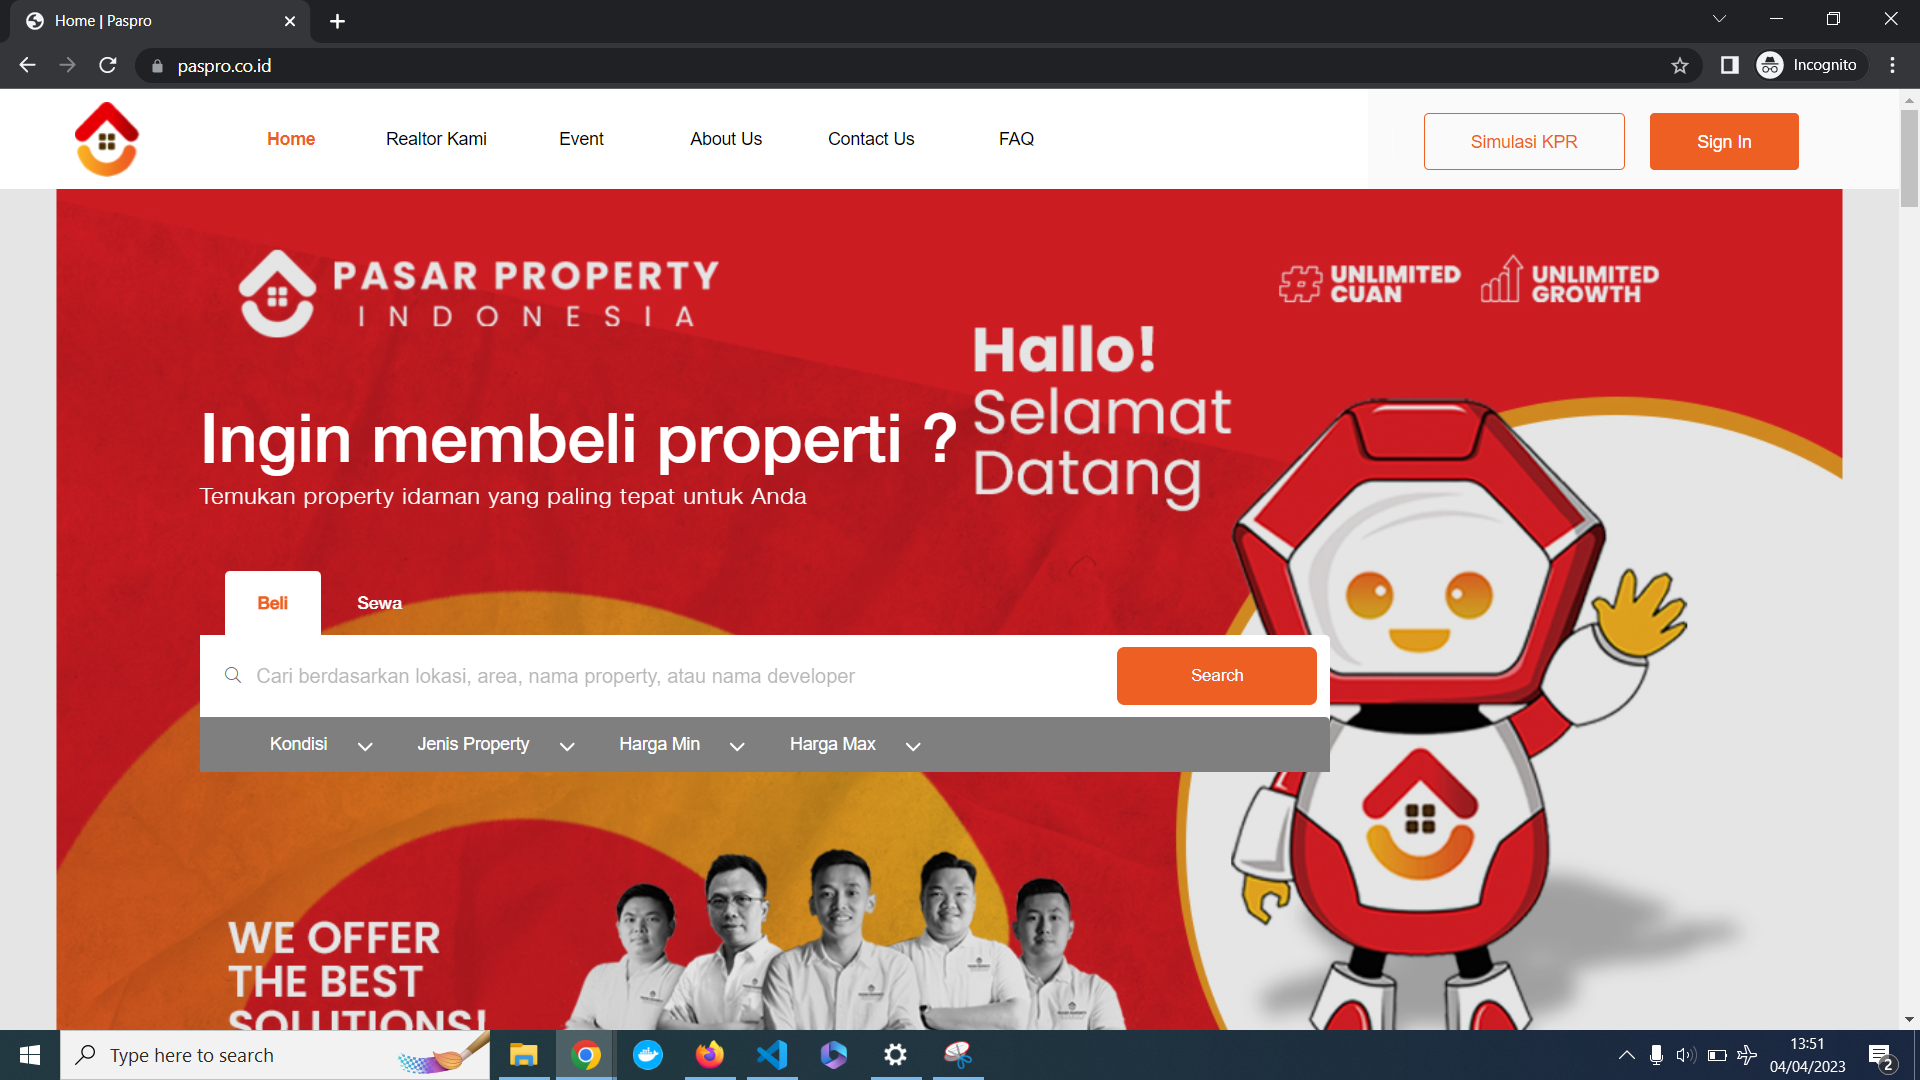 Home | Paspro
paspro.co.id
Incognito
Home
Realtor Kami
Event
About Us
Contact Us
FAQ
Simulasi KPR
Sign In
PASAR PROPERTY
INDONESIA
UNLIMITED
CUAN
UNLIMITED
GROWTH
Hallo!
Selamat
Datang
Ingin membeli properti ?
Temukan property idaman yang paling tepat untuk Anda
Beli
Sewa
Cari berdasarkan lokasi, area, nama property, atau nama developer
Search
Kondisi
Jenis Property
Harga Min
Harga Max
WE OFFER
THE BEST
SOLUTIONS!
Type here to search
13:51
04/04/2023
2